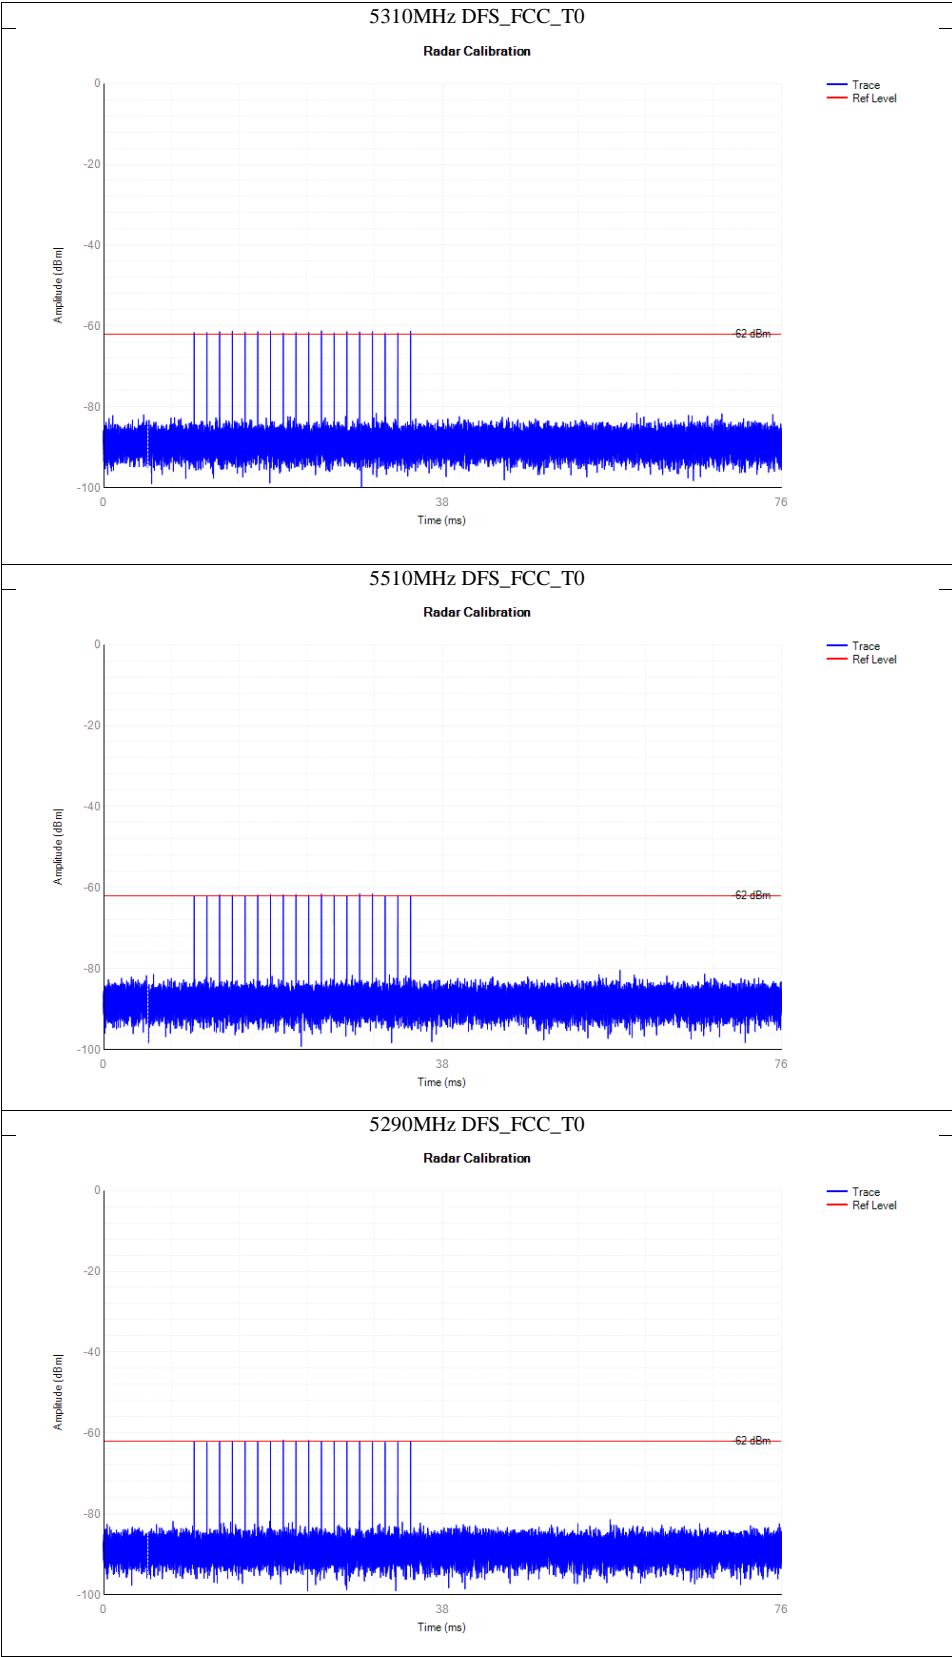 5310MHz DFS_FCC_T0
Radar Calibration
Trace
Ref Level
0
-20
-40
-60
-80
-100
Amplitude (dBm)
-62 dBm
0
38
76
Time (ms)
5510MHz DFS_FCC_T0
Radar Calibration
Trace
Ref Level
0
-20
-40
-60
-80
-100
Amplitude (dBm)
-62 dBm
0
38
76
Time (ms)
5290MHz DFS_FCC_T0
Radar Calibration
Trace
Ref Level
0
-20
-40
-60
-80
-100
Amplitude (dBm)
-62 dBm
0
38
76
Time (ms)